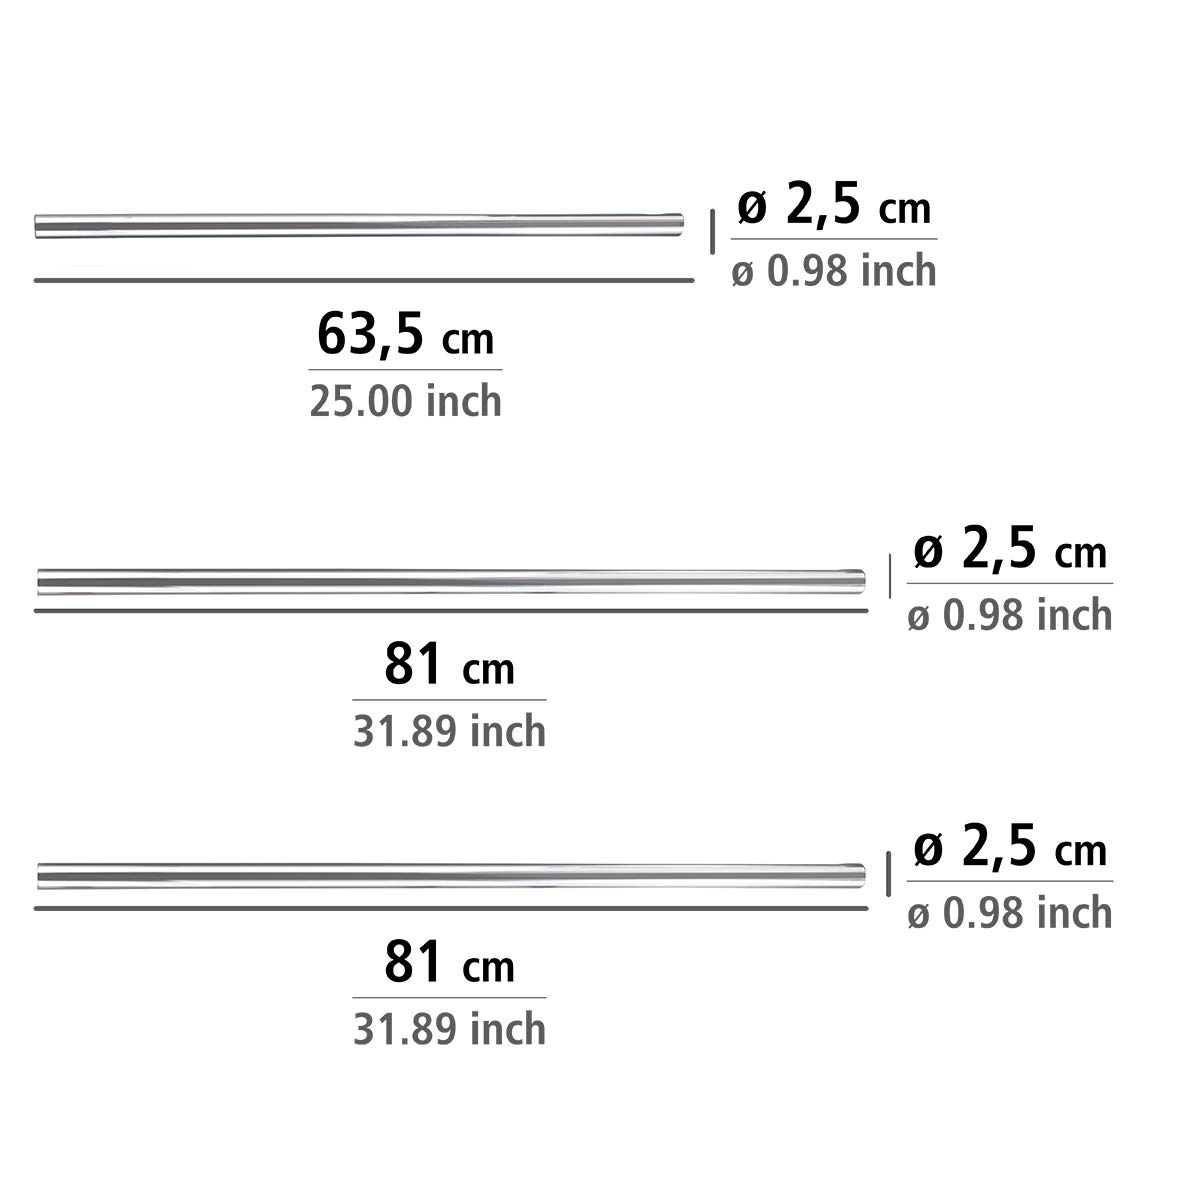 ø 2,5 cm
ø 0.98 inch
63,5 cm
25.00 inch
ø 2,5 cm
ø 0.98 inch
81 cm
31.89 inch
ø 2,5 cm
ø 0.98 inch
81 cm
31.89 inch